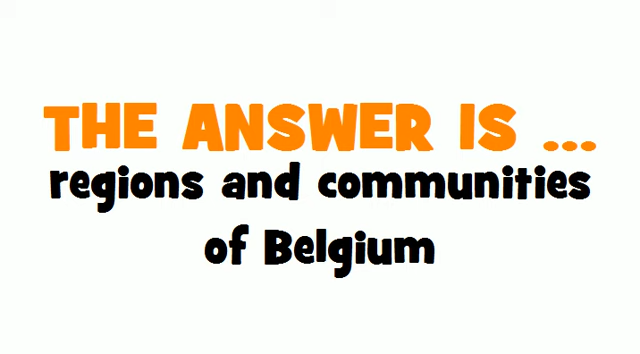 THE ANSWER IS ...
regions and communities
of Belgium